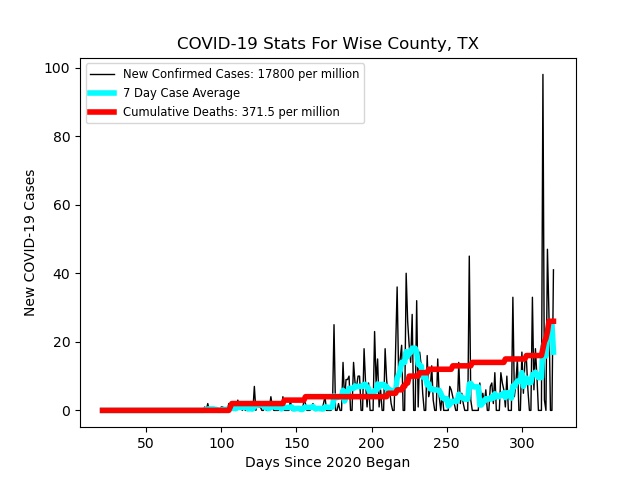 COVID-19 Stats For Wise County, TX
New Confirmed Cases: 17800 per million
7 Day Case Average
Cumulative Deaths: 371.5 per million
New COVID-19 Cases
100
80
60
40
20
0
50 100 150 200 250 300
Days Since 2020 Began